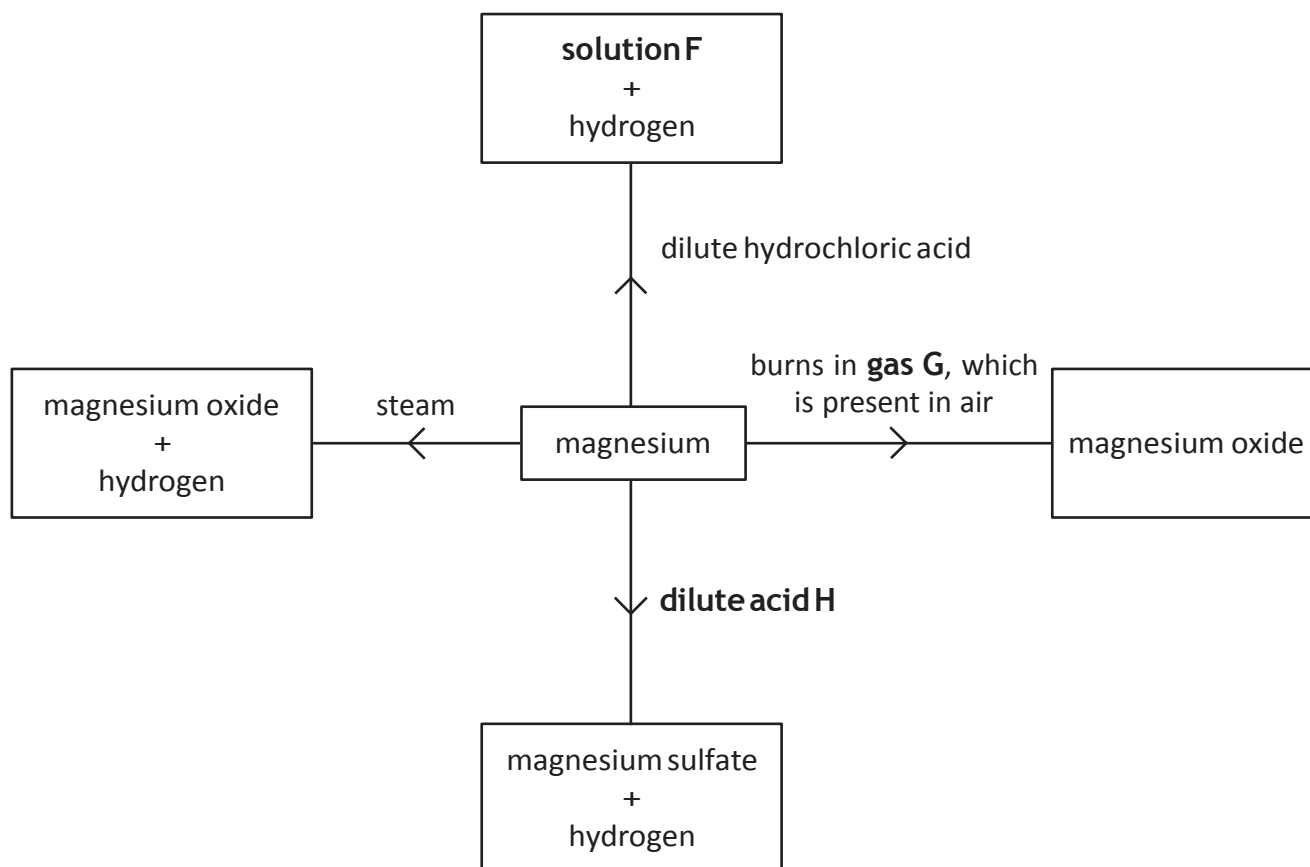 solution F
+
hydrogen
dilute hydrochloric acid
burns in gas G, which
is present in air
magnesium oxide
+
hydrogen
steam
magnesium
magnesium oxide
dilute acid H
magnesium sulfate
+
hydrogen